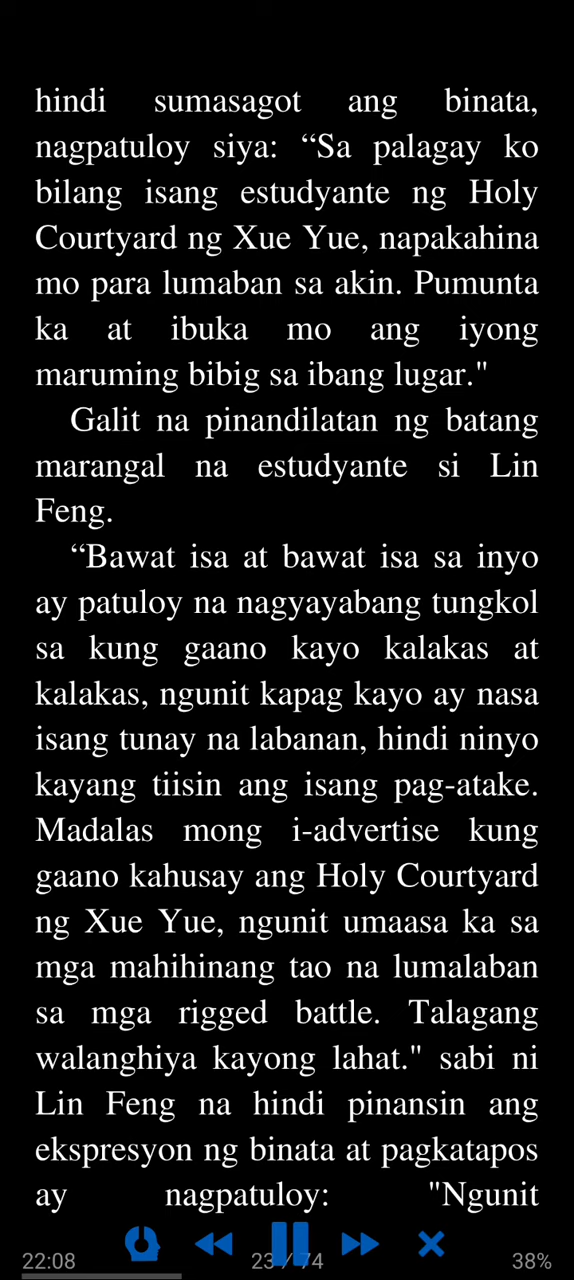 hindi sumasagot ang binata,
nagpatuloy siya: “Sa palagay ko
bilang isang estudyante ng Holy
Courtyard ng Xue Yue, napakahina
mo para lumaban sa akin. Pumunta
ka at ibuka mo ang iyong
maruming bibig sa ibang lugar."
Galit na pinandilatan ng batang
marangal na estudyante si Lin
Feng.
“Bawat isa at bawat isa sa inyo
ay patuloy na nagyayabang tungkol
sa kung gaano kayo kalakas at
kalakas, ngunit kapag kayo ay nasa
isang tunay na labanan, hindi ninyo
kayang tiisin ang isang pag-atake.
Madalas mong i-advertise kung
gaano kahusay ang Holy Courtyard
ng Xue Yue, ngunit umaasa ka sa
mga mahihinang tao na lumalaban
sa mga rigged battle. Talagang
walanghiya kayong lahat." sabi ni
Lin Feng na hindi pinansin ang
ekspresyon ng binata at pagkatapos
ay nagpatuloy: "Ngunit
22:08 23 / 74 38%